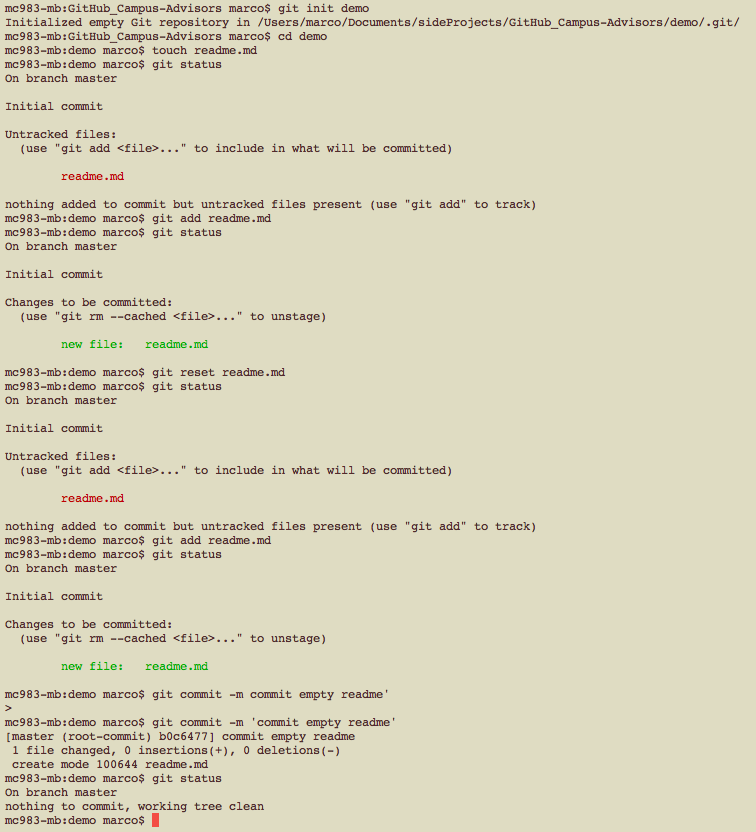 mc983-mb:GitHub_Campus-Advisors marco$ git init demo
Initialized empty Git repository in /Users/marco/Documents/sideProjects/GitHub_Campus-Advisors/demo/.git/
mc983-mb:GitHub_Campus-Advisors marco$ cd demo
mc983-mb:demo marco$ touch readme.md
mc983-mb:demo marco$ git status
On branch master
Initial commit
Untracked files:
(use "git add <file>..." to include in what will be committed)
readme.md
nothing added to commit but untracked files present (use "git add" to track)
mc983-mb:demo marco$ git add readme.md
mc983-mb:demo marco$ git status
On branch master
Initial commit
Changes to be committed:
(use "git rm --cached <file>..." to unstage)
new file:   readme.md
mc983-mb:demo marco$ git reset readme.md
mc983-mb:demo marco$ git status
On branch master
Initial commit
Untracked files:
(use "git add <file>..." to include in what will be committed)
readme.md
nothing added to commit but untracked files present (use "git add" to track)
mc983-mb:demo marco$ git add readme.md
mc983-mb:demo marco$ git status
On branch master
Initial commit
Changes to be committed:
(use "git rm --cached <file>..." to unstage)
new file:   readme.md
mc983-mb:demo marco$ git commit -m commit empty readme'
>
mc983-mb:demo marco$ git commit -m 'commit empty readme'
[master (root-commit) b0c6477] commit empty readme
1 file changed, 0 insertions(+), 0 deletions(-)
create mode 100644 readme.md
mc983-mb:demo marco$ git status
On branch master
nothing to commit, working tree clean
mc983-mb:demo marco$